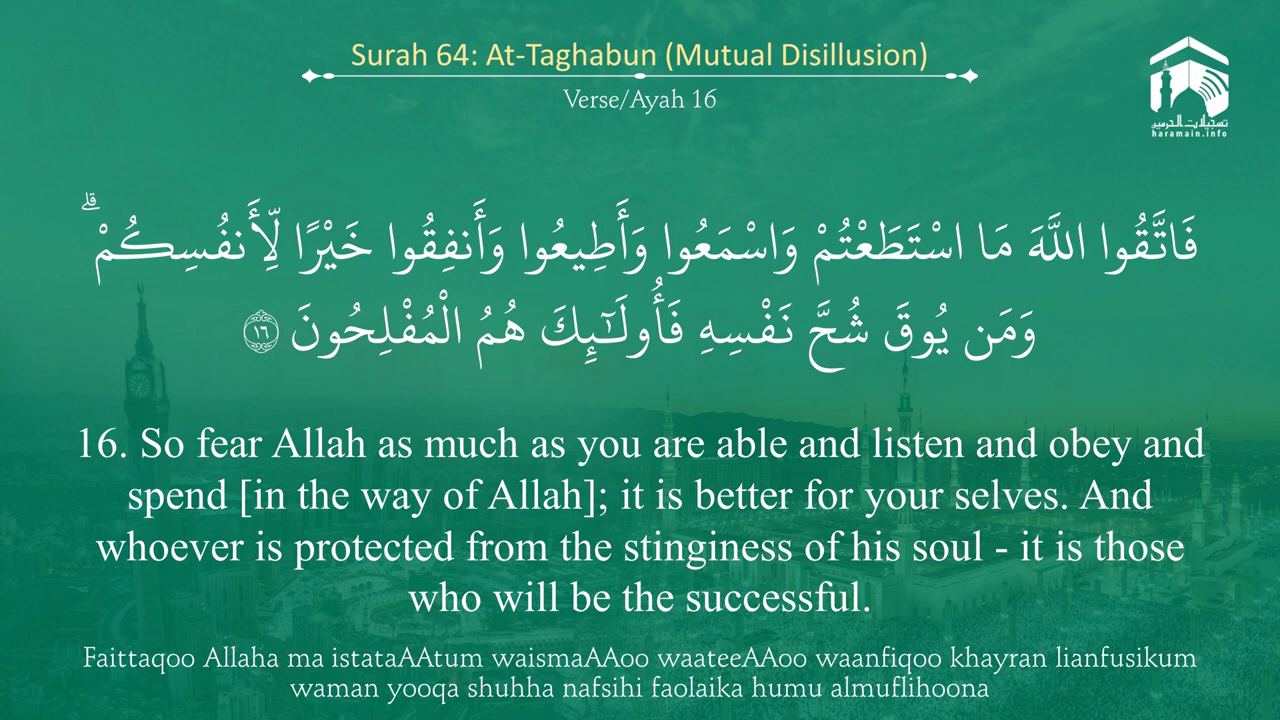 Surah 64: At-Taghabun (Mutual Disillusion)
Verse/Ayah 16
تسجيلات الحرمين
haramain.info
فَاتَّقُوا اللَّهَ مَا اسْتَطَعْتُمْ وَاسْمَعُوا وَأَطِيعُوا وَأَنفِقُوا خَيْرًا لِّأَنفُسِكُمْ ۗ
وَمَن يُوقَ شُحَّ نَفْسِهِ فَأُولَـٰئِكَ هُمُ الْمُفْلِحُونَ ﴿١٦﴾
16. So fear Allah as much as you are able and listen and obey and
spend [in the way of Allah]; it is better for your selves. And
whoever is protected from the stinginess of his soul - it is those
who will be the successful.
Faittaqoo Allaha ma istataAAtum waismaAAoo waateeAAoo waanfiqoo khayran lianfusikum
waman yooqa shuhha nafsihi faolaika humu almuflihoona